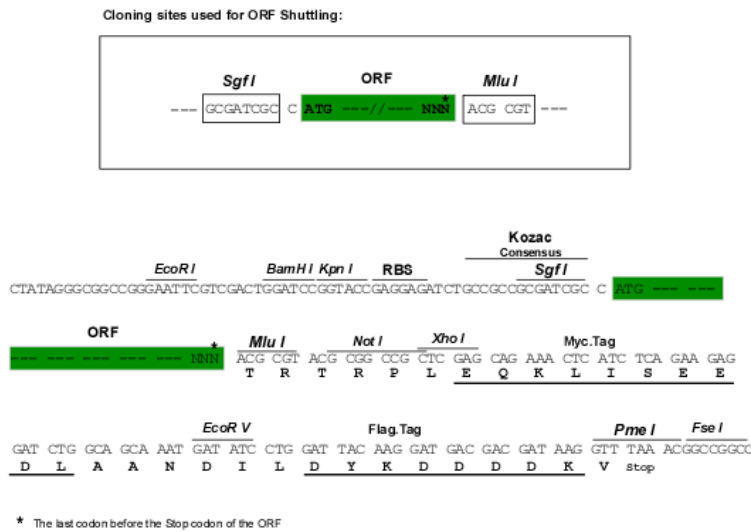 Cloning sites used for ORF Shuttling:
Sgf I ORF Mlu I
--- GCGATCGC C ATG ---//--- NNN* ACG CGT ---
Kozac
Consensus
EcoR I BamH I Kpn I RBS Sgf I
CTATAGGGCGGCCGGGAATTCGTCGACTGGATCCGGTACCGAGGAGATCTGCCGCCGCGATCGC C ATG --- ---
ORF Mlu I Not I Xho I Myc.Tag
--- --- --- --- --- NNN* ACG CGT ACG CGG CCG CTC GAG CAG AAA CTC ATC TCA GAA GAG
T R T R P L E Q K L I S E E
EcoR V Flag.Tag Pme I Fse I
GAT CTG GCA GCA AAT GAT ATC CTG GAT TAC AAG GAT GAC GAC GAT AAG GTT TAA ACGGCCGGCC
D L A A N D I L D Y K D D D D K V Stop
* The last codon before the Stop codon of the ORF